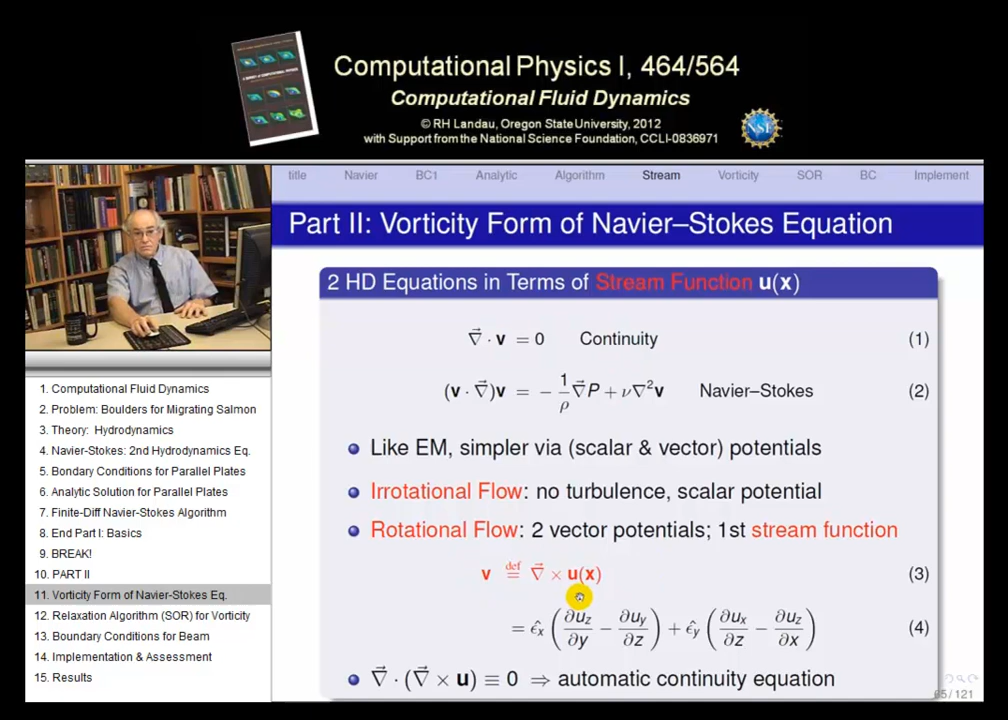 Computational Physics I, 464/564
Computational Fluid Dynamics
© RH Landau, Oregon State University, 2012
with Support from the National Science Foundation, CCLI-0836971
NSF
title Navier BC1 Analytic Algorithm Stream Vorticity SOR BC Implement
Part II: Vorticity Form of Navier–Stokes Equation
2 HD Equations in Terms of Stream Function u(x)
∇⃗ · v = 0 Continuity (1)
(v · ∇⃗)v = − 1/ρ ∇⃗P + ν∇²v Navier–Stokes (2)
Like EM, simpler via (scalar & vector) potentials
Irrotational Flow: no turbulence, scalar potential
Rotational Flow: 2 vector potentials; 1st stream function
v def= ∇⃗ × u(x) (3)
= ε̂ₓ (∂u_z/∂y − ∂u_y/∂z) + ε̂_y (∂uₓ/∂z − ∂u_z/∂x) (4)
∇⃗ · (∇⃗ × u) ≡ 0 ⇒ automatic continuity equation
65 / 121
1. Computational Fluid Dynamics
2. Problem: Boulders for Migrating Salmon
3. Theory: Hydrodynamics
4. Navier-Stokes: 2nd Hydrodynamics Eq.
5. Bondary Conditions for Parallel Plates
6. Analytic Solution for Parallel Plates
7. Finite-Diff Navier-Stokes Algorithm
8. End Part I: Basics
9. BREAK!
10. PART II
11. Vorticity Form of Navier-Stokes Eq.
12. Relaxation Algorithm (SOR) for Vorticity
13. Boundary Conditions for Beam
14. Implementation & Assessment
15. Results